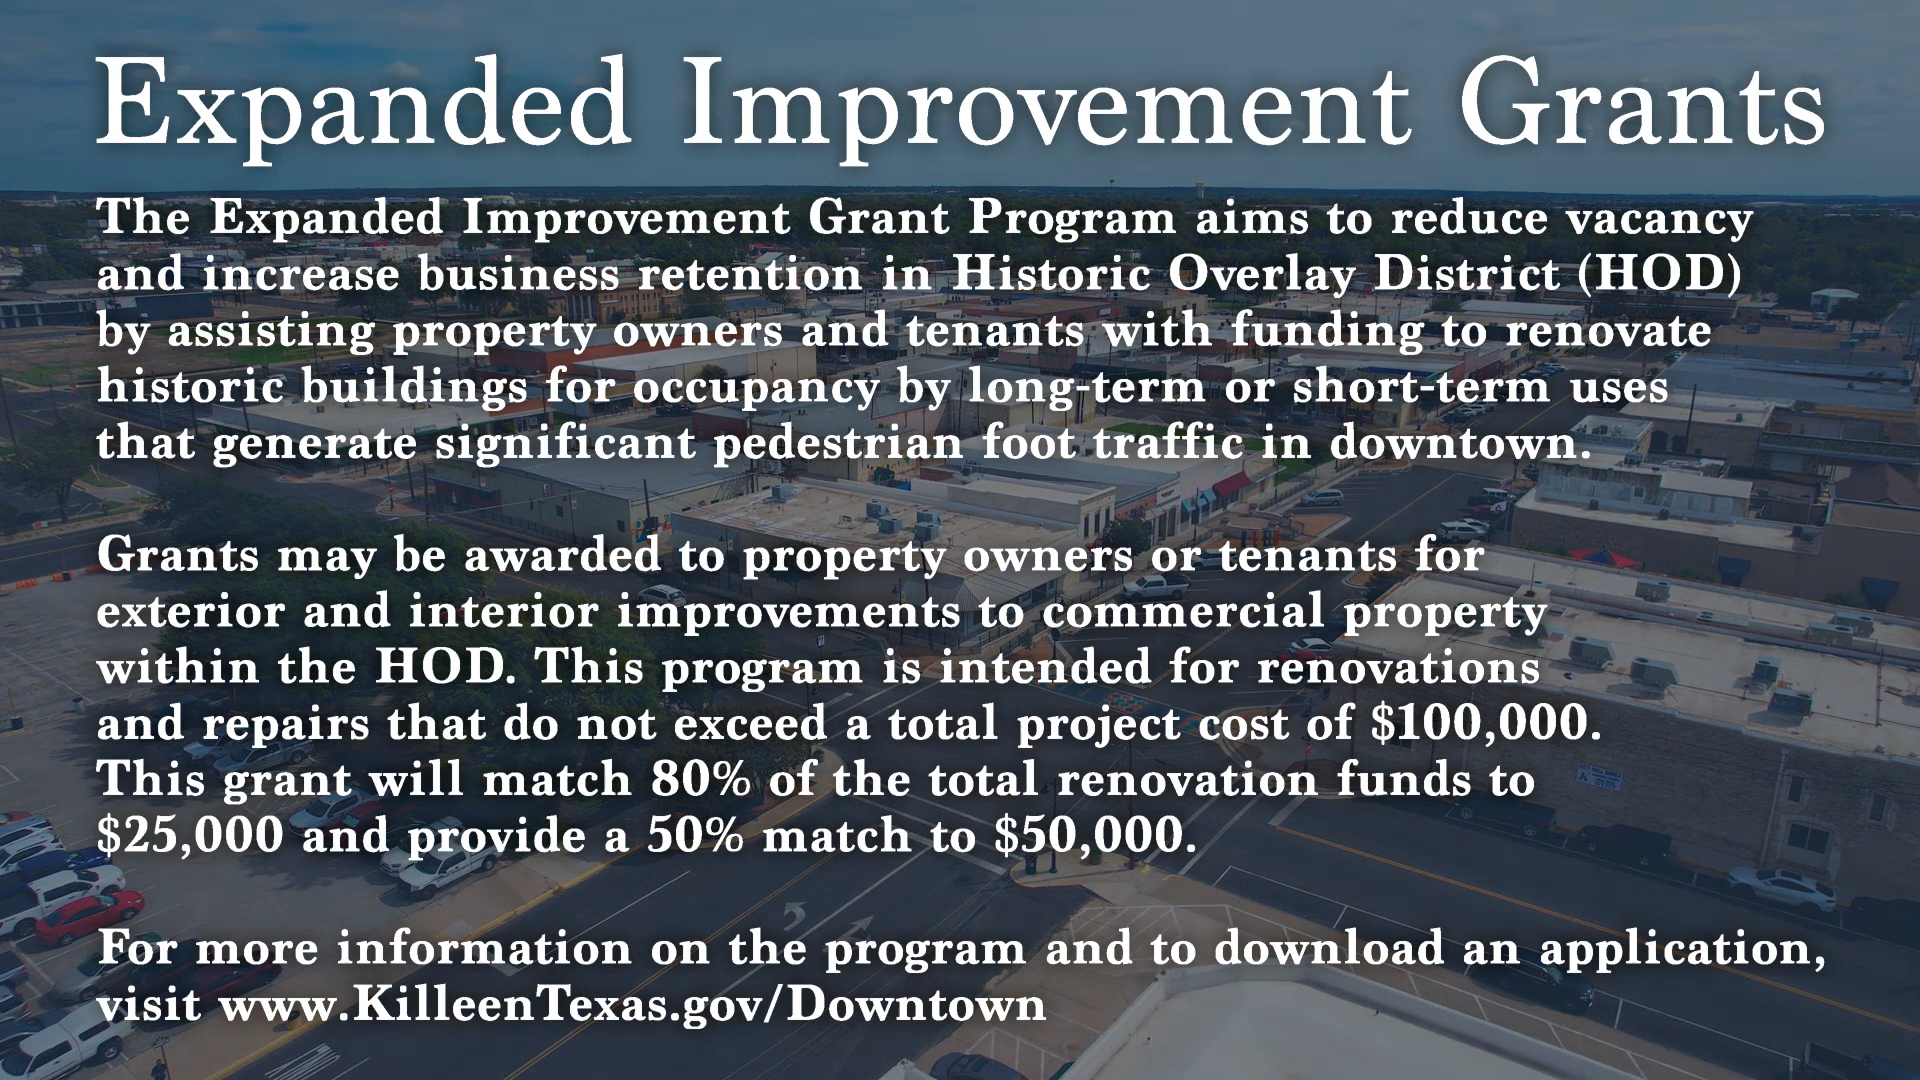 Expanded Improvement Grants
The Expanded Improvement Grant Program aims to reduce vacancy
and increase business retention in Historic Overlay District (HOD)
by assisting property owners and tenants with funding to renovate
historic buildings for occupancy by long-term or short-term uses
that generate significant pedestrian foot traffic in downtown.
Grants may be awarded to property owners or tenants for
exterior and interior improvements to commercial property
within the HOD. This program is intended for renovations
and repairs that do not exceed a total project cost of $100,000.
This grant will match 80% of the total renovation funds to
$25,000 and provide a 50% match to $50,000.
For more information on the program and to download an application,
visit www.KilleenTexas.gov/Downtown